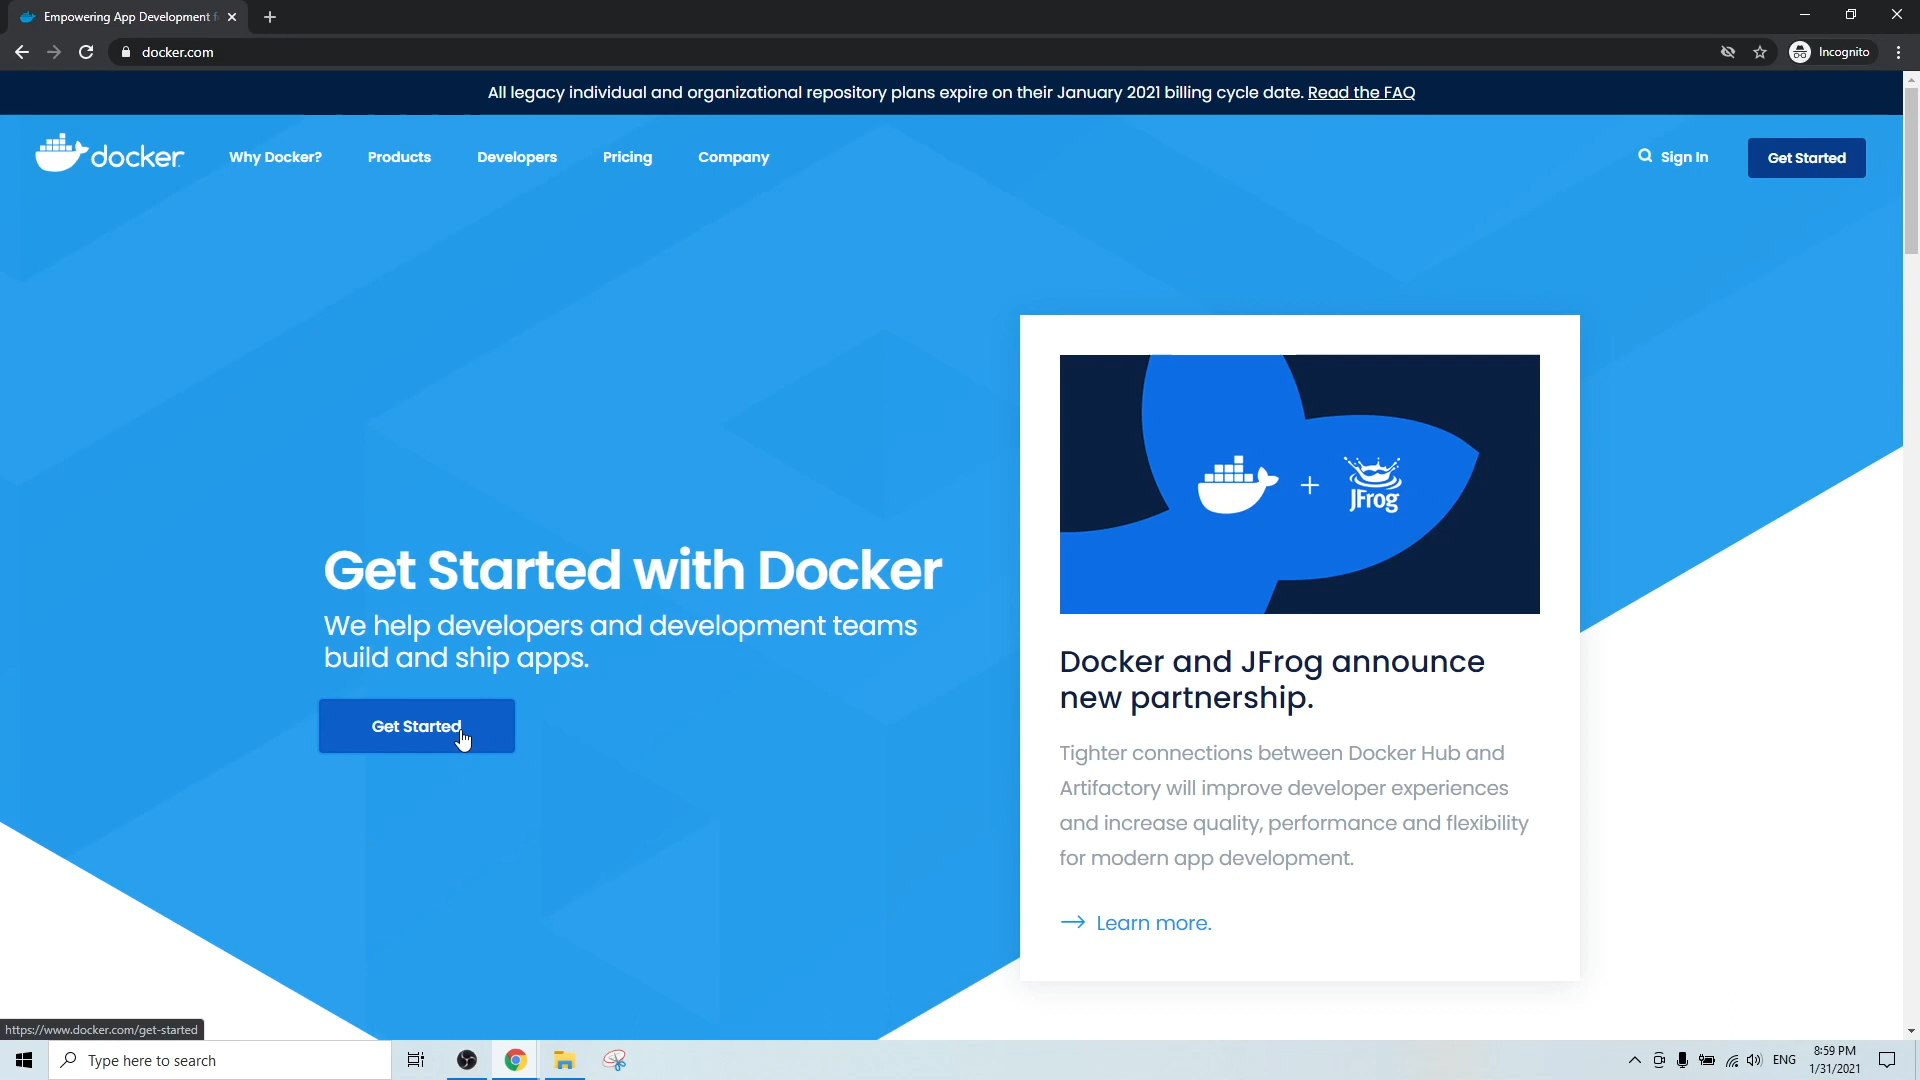 Empowering App Development f
docker.com
Incognito
All legacy individual and organizational repository plans expire on their January 2021 billing cycle date. Read the FAQ
docker
Why Docker?
Products
Developers
Pricing
Company
Sign In
Get Started
JFrog
Get Started with Docker
We help developers and development teams
build and ship apps.
Get Started
Docker and JFrog announce
new partnership.
Tighter connections between Docker Hub and
Artifactory will improve developer experiences
and increase quality, performance and flexibility
for modern app development.
Learn more.
https://www.docker.com/get-started
Type here to search
ENG
8:59 PM
1/31/2021